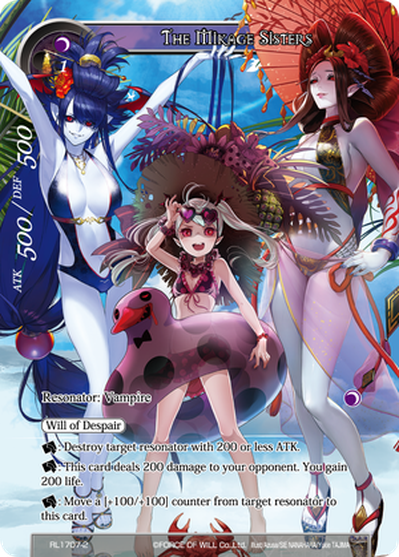 The Mikage Sisters
1
ATK 500 / DEF 500
Resonator: Vampire
Will of Despair
: Destroy target resonator with 200 or less ATK.
: This card deals 200 damage to your opponent. You gain
200 life.
: Move a [+100/+100] counter from target resonator to
this card.
RL1707-2
©FORCE OF WILL Co.,Ltd.